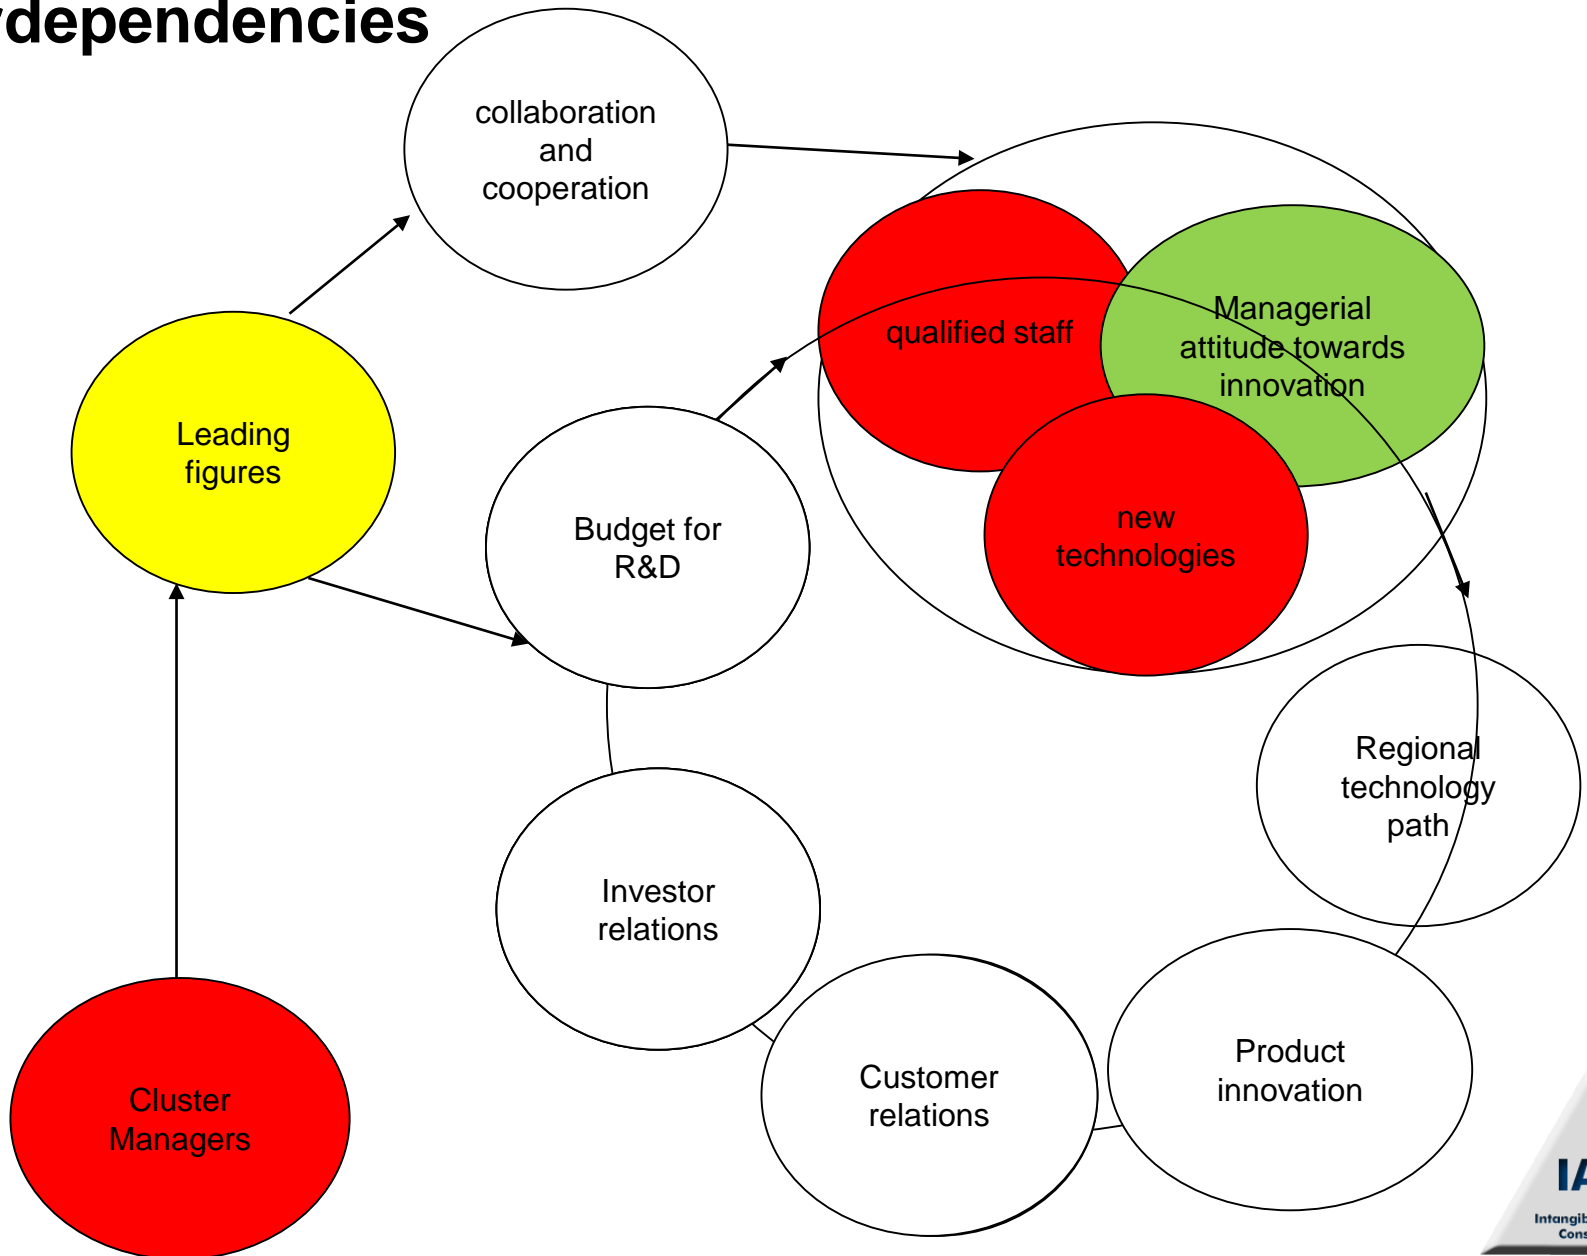 rdependencies
collaboration
and
cooperation
qualified staff
Managerial
attitude towards
innovation
Leading
figures
Budget for
R&D
new
technologies
Regional
technology
path
Investor
relations
Customer
relations
Product
innovation
Cluster
Managers
IA
Intangib
Cons